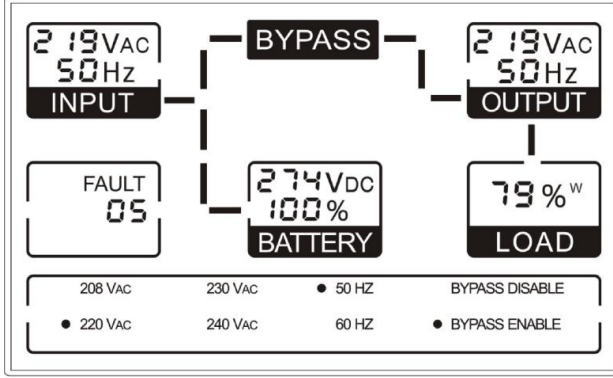 219VAC
50Hz
INPUT
BYPASS
219VAC
50Hz
OUTPUT
FAULT
05
274VDC
100%
BATTERY
79%W
LOAD
208 VAC 230 VAC ● 50 HZ BYPASS DISABLE
● 220 VAC 240 VAC 60 HZ ● BYPASS ENABLE